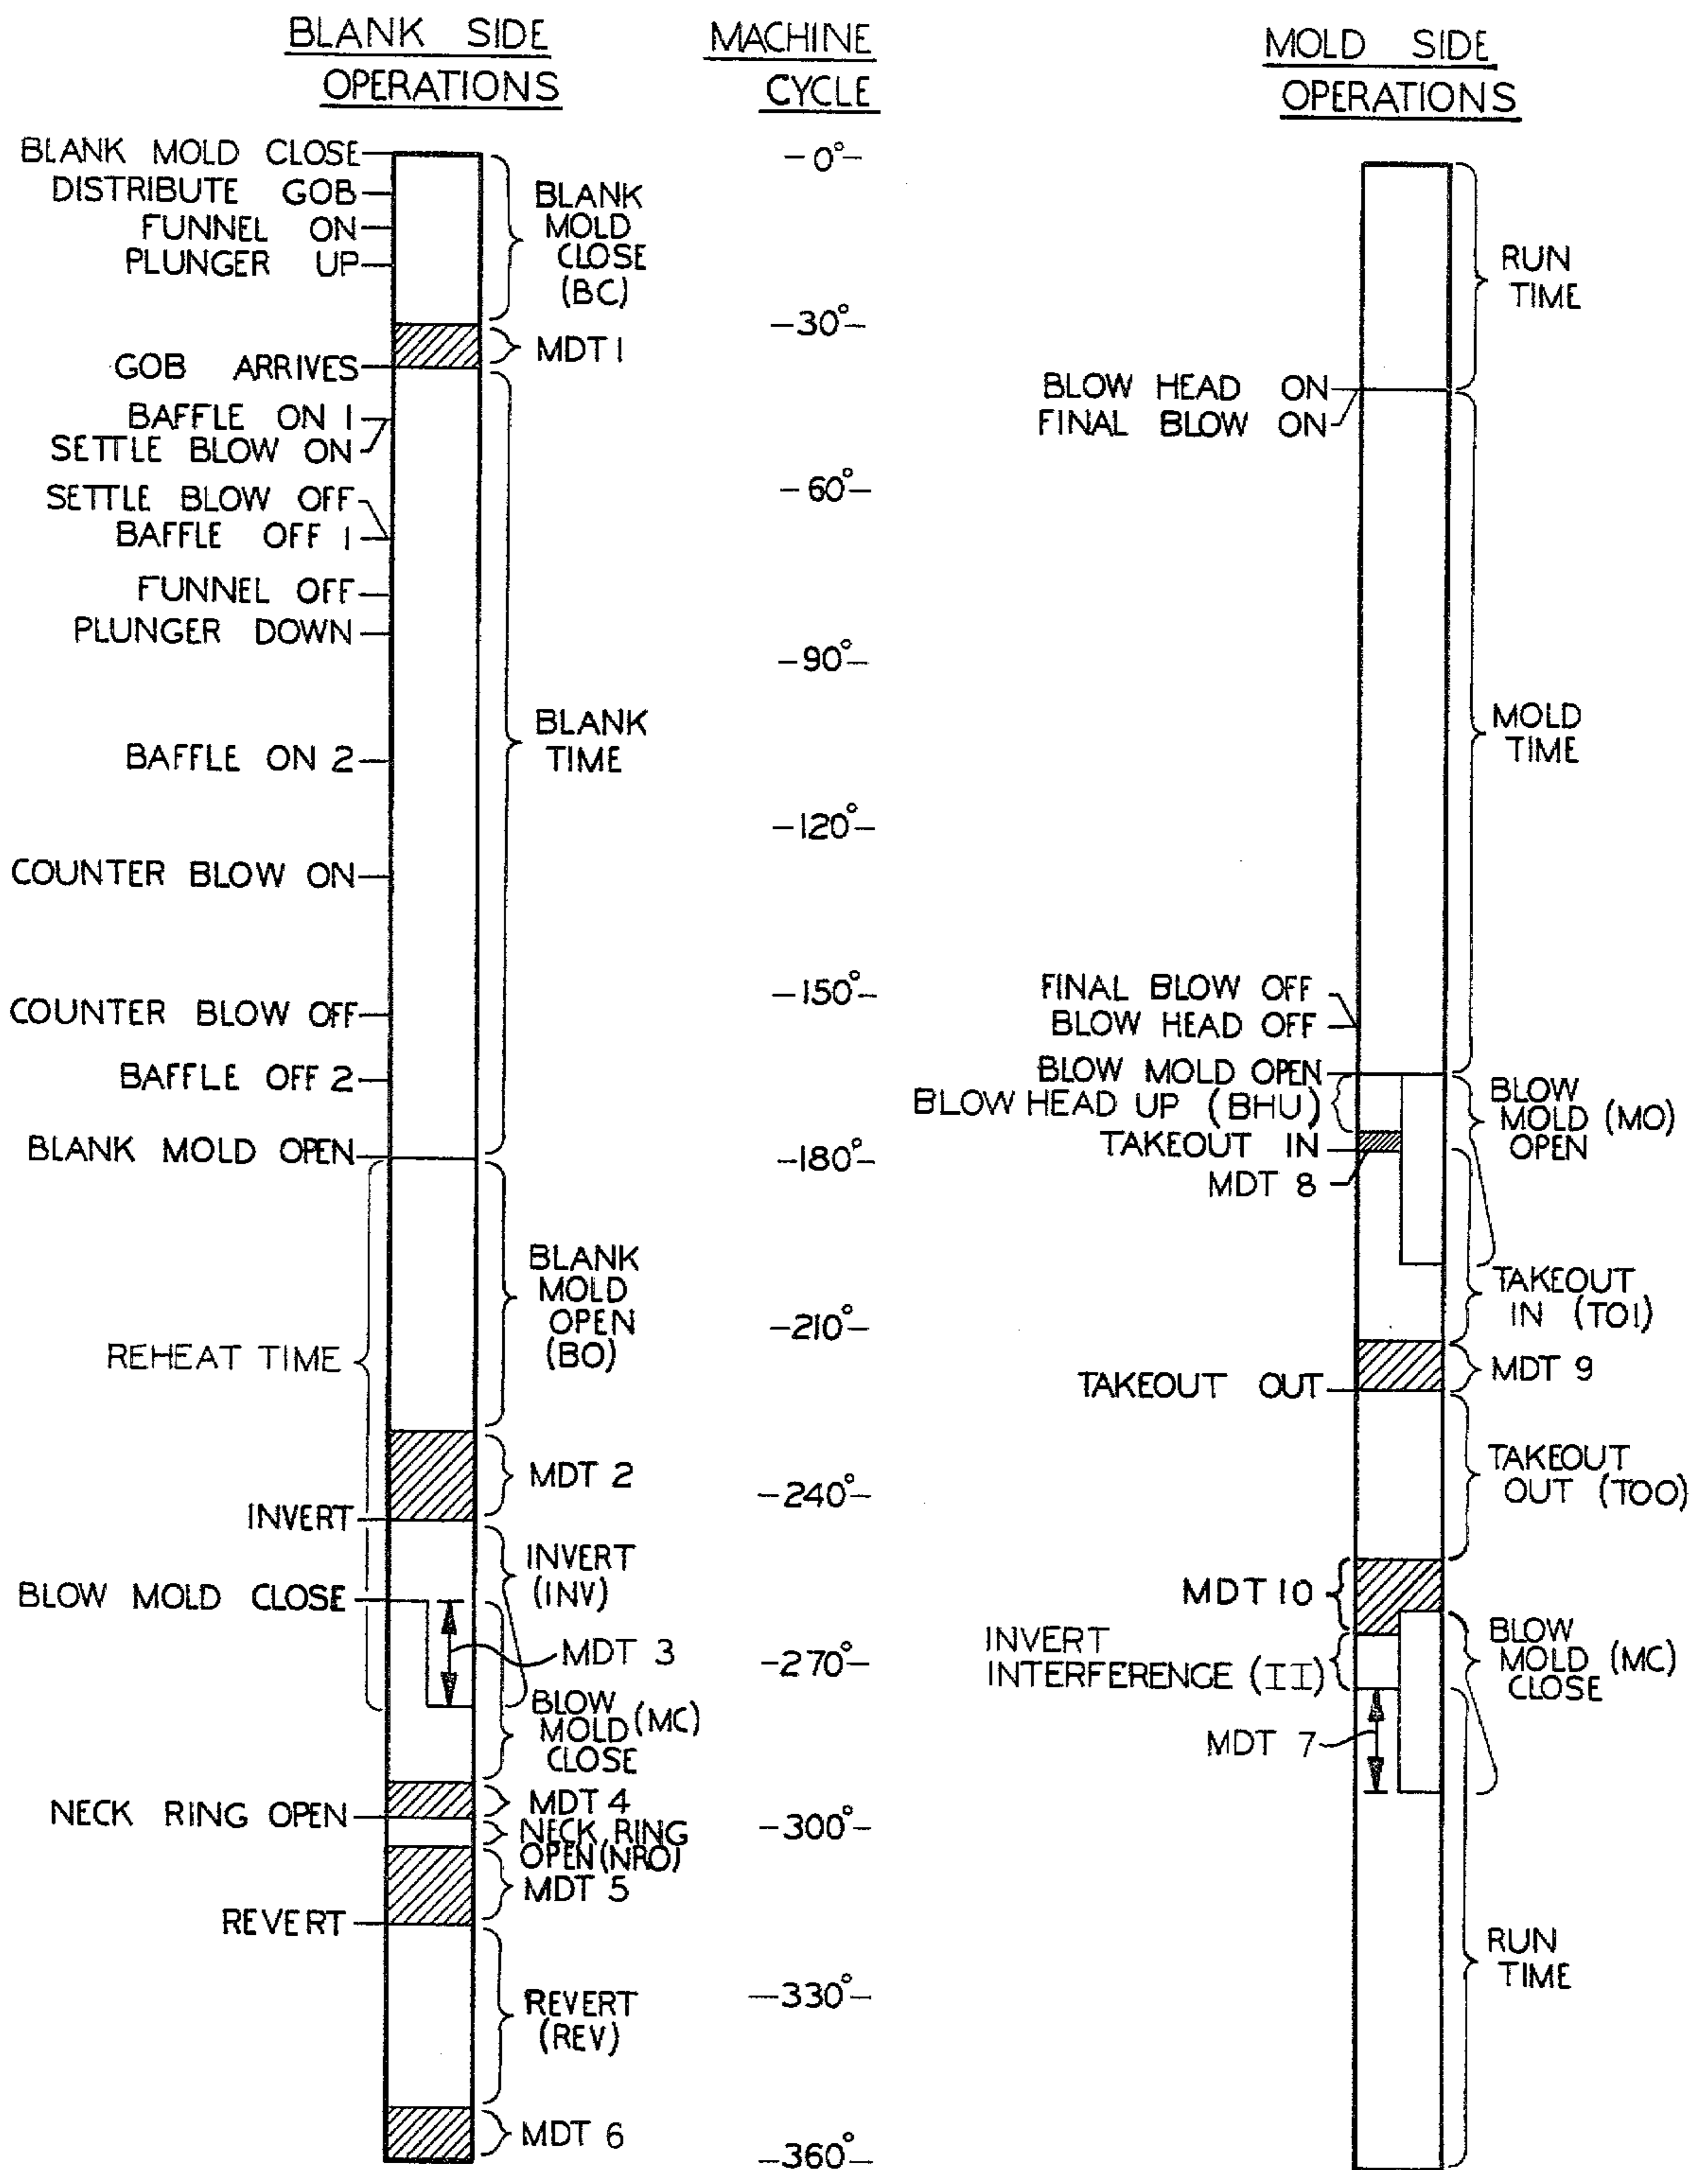 BLANK SIDE
OPERATIONS
BLANK MOLD CLOSE
DISTRIBUTE GOB
FUNNEL ON
PLUNGER UP
GOB ARRIVES
BAFFLE ON 1
SETTLE BLOW ON
SETTLE BLOW OFF
BAFFLE OFF 1
FUNNEL OFF
PLUNGER DOWN
BAFFLE ON 2
COUNTER BLOW ON
COUNTER BLOW OFF
BAFFLE OFF 2
BLANK MOLD OPEN
REHEAT TIME
INVERT
BLOW MOLD CLOSE
NECK RING OPEN
REVERT
BLANK
MOLD
CLOSE
(BC)
MDT 1
BLANK
TIME
BLANK
MOLD
OPEN
(BO)
MDT 2
INVERT
(INV)
MDT 3
BLOW
MOLD (MC)
CLOSE
MDT 4
NECK RING
OPEN (NRO)
MDT 5
REVERT
(REV)
MDT 6
MACHINE
CYCLE
-0°-
-30°-
-60°-
-90°-
-120°-
-150°-
-180°-
-210°-
-240°-
-270°-
-300°-
-330°-
-360°-
MOLD SIDE
OPERATIONS
BLOW HEAD ON
FINAL BLOW ON
FINAL BLOW OFF
BLOW HEAD OFF
BLOW MOLD OPEN
BLOW HEAD UP (BHU)
TAKEOUT IN
MDT 8
TAKEOUT OUT
MDT 10
INVERT
INTERFERENCE (II)
MDT 7
RUN
TIME
MOLD
TIME
BLOW
MOLD (MO)
OPEN
TAKEOUT
IN (TOI)
MDT 9
TAKEOUT
OUT (TOO)
BLOW
MOLD (MC)
CLOSE
RUN
TIME